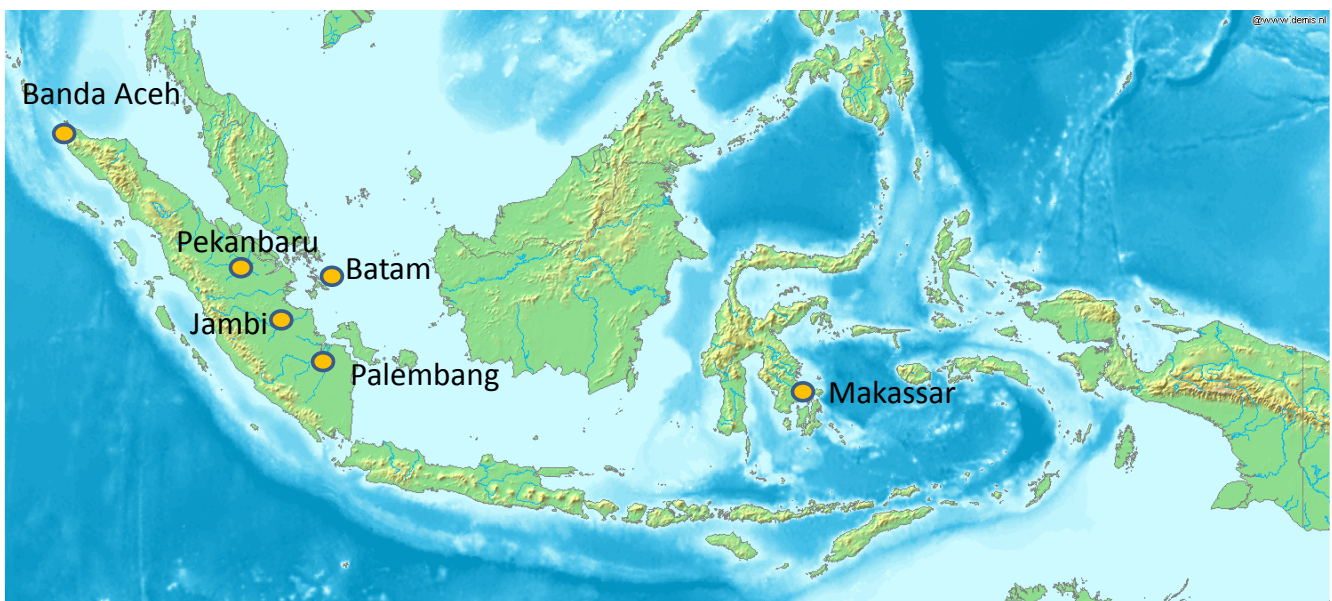 @www.demis.nl
Banda Aceh
Pekanbaru
Batam
Jambi
Palembang
Makassar